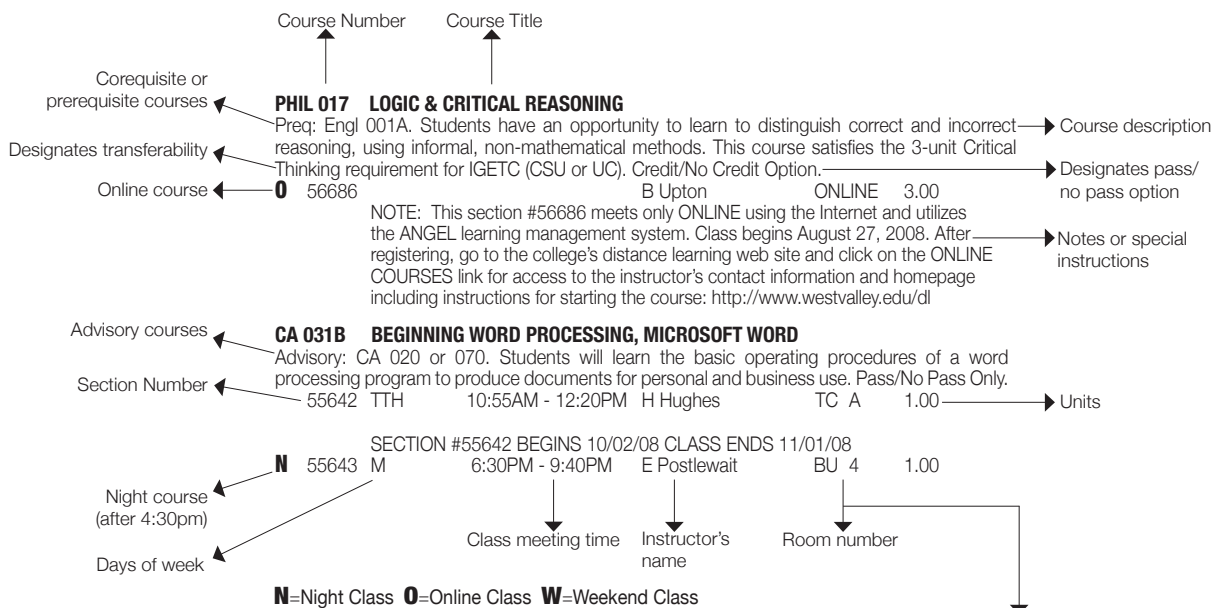 Course Number Course Title
Corequisite or
prerequisite courses
PHIL 017 LOGIC & CRITICAL REASONING
Preq: Engl 001A. Students have an opportunity to learn to distinguish correct and incorrect
Course description
reasoning, using informal, non-mathematical methods. This course satisfies the 3-unit Critical
Designates transferability
Thinking requirement for IGETC (CSU or UC). Credit/No Credit Option.
Designates pass/
no pass option
Online course
O 56686 B Upton ONLINE 3.00
NOTE: This section #56686 meets only ONLINE using the Internet and utilizes
the ANGEL learning management system. Class begins August 27, 2008. After
registering, go to the college's distance learning web site and click on the ONLINE
COURSES link for access to the instructor's contact information and homepage
including instructions for starting the course: http://www.westvalley.edu/dl
Notes or special
instructions
Advisory courses
CA 031B BEGINNING WORD PROCESSING, MICROSOFT WORD
Advisory: CA 020 or 070. Students will learn the basic operating procedures of a word
processing program to produce documents for personal and business use. Pass/No Pass Only.
Section Number
55642 TTH 10:55AM - 12:20PM H Hughes TC A 1.00
Units
SECTION #55642 BEGINS 10/02/08 CLASS ENDS 11/01/08
N 55643 M 6:30PM - 9:40PM E Postlewait BU 4 1.00
Night course
(after 4:30pm)
Days of week
Class meeting time
Instructor's
name
Room number
N=Night Class O=Online Class W=Weekend Class